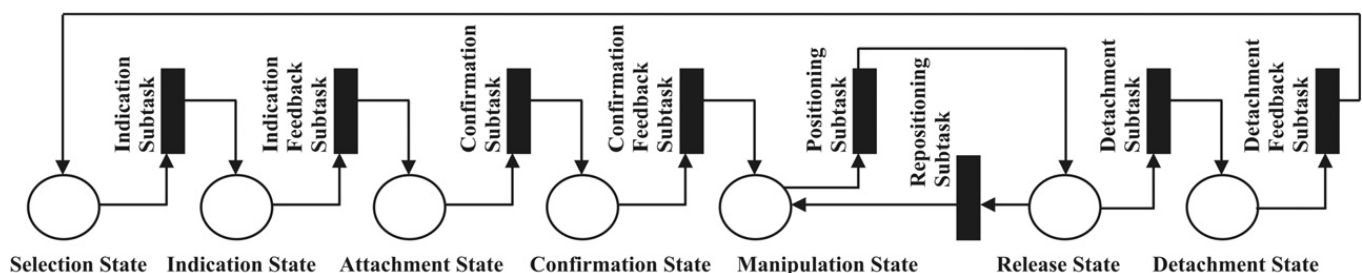 Indication
Subtask
Indication
Feedback
Subtask
Confirmation
Subtask
Confirmation
Feedback
Subtask
Positioning
Subtask
Repositioning
Subtask
Detachment
Subtask
Detachment
Feedback
Subtask
Selection State Indication State Attachment State Confirmation State Manipulation State Release State Detachment State